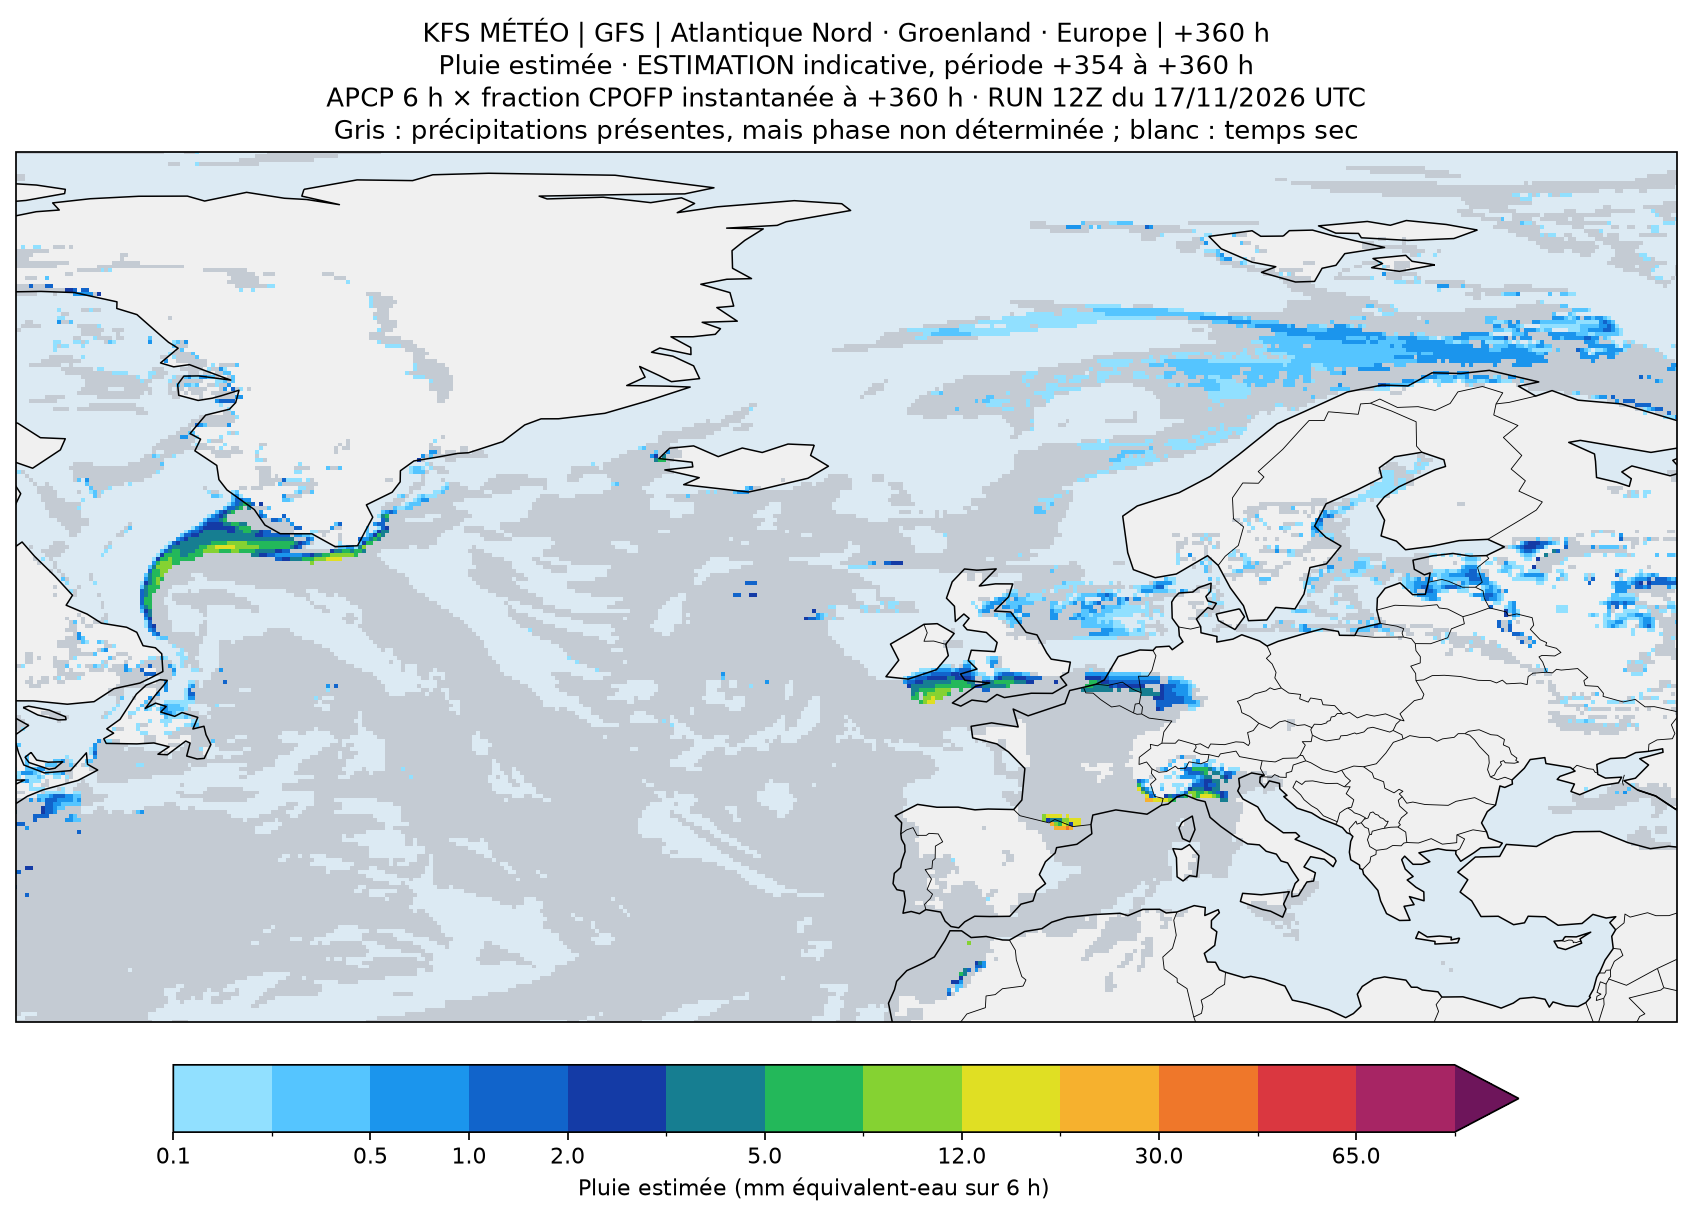 KFS MÉTÉO | GFS | Atlantique Nord · Groenland · Europe | +360 h
Pluie estimée · ESTIMATION indicative, période +354 à +360 h
APCP 6 h × fraction CPOFP instantanée à +360 h · RUN 12Z du 17/11/2026 UTC
Gris : précipitations présentes, mais phase non déterminée ; blanc : temps sec
0.1 0.5 1.0 2.0 5.0 12.0 30.0 65.0
Pluie estimée (mm équivalent-eau sur 6 h)